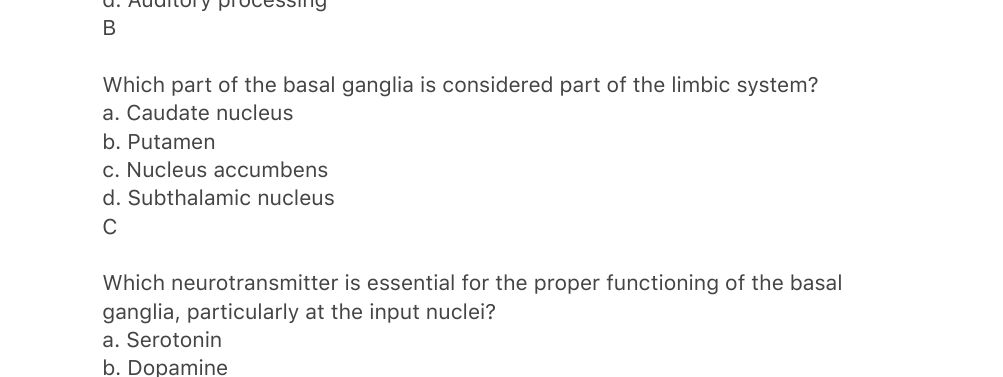 d. Auditory processing
B
Which part of the basal ganglia is considered part of the limbic system?
a. Caudate nucleus
b. Putamen
c. Nucleus accumbens
d. Subthalamic nucleus
C
Which neurotransmitter is essential for the proper functioning of the basal
ganglia, particularly at the input nuclei?
a. Serotonin
b. Dopamine